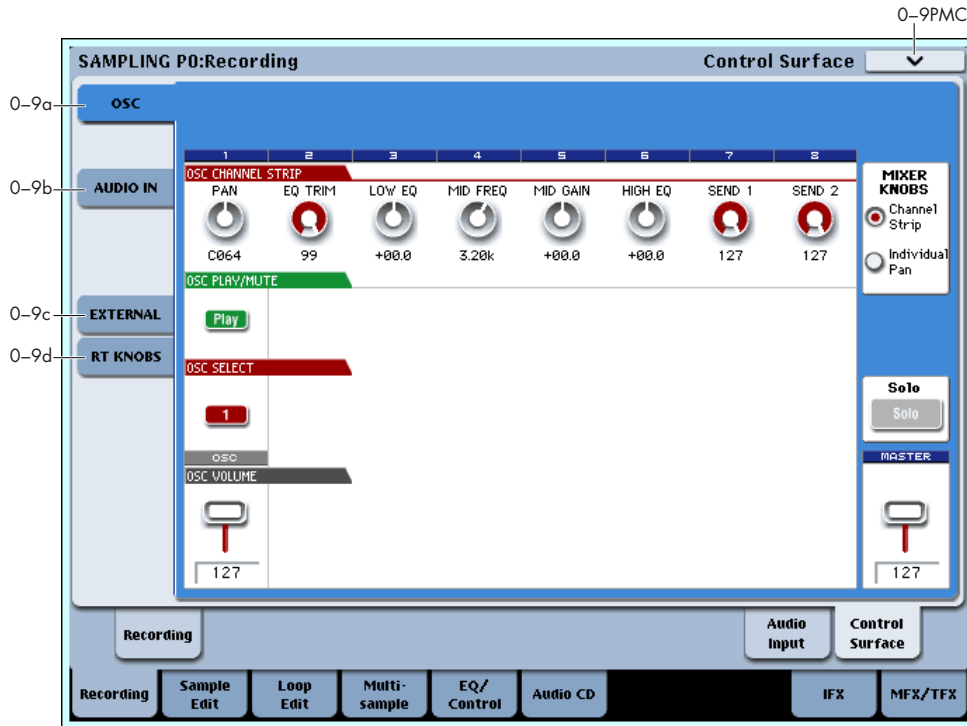 0–9PMC
SAMPLING P0:Recording Control Surface
0–9a OSC
1 2 3 4 5 6 7 8
OSC CHANNEL STRIP
0–9b AUDIO IN
PAN EQ TRIM LOW EQ MID FREQ MID GAIN HIGH EQ SEND 1 SEND 2
C064 99 +00.0 3.20k +00.0 +00.0 127 127
MIXER
KNOBS
Channel
Strip
Individual
Pan
OSC PLAY/MUTE
0–9c EXTERNAL
Play
0–9d RT KNOBS
OSC SELECT
1
Solo
Solo
OSC
MASTER
OSC VOLUME
127
127
Recording
Audio
Input
Control
Surface
Recording
Sample
Edit
Loop
Edit
Multi-
sample
EQ/
Control
Audio CD
IFX
MFX/TFX